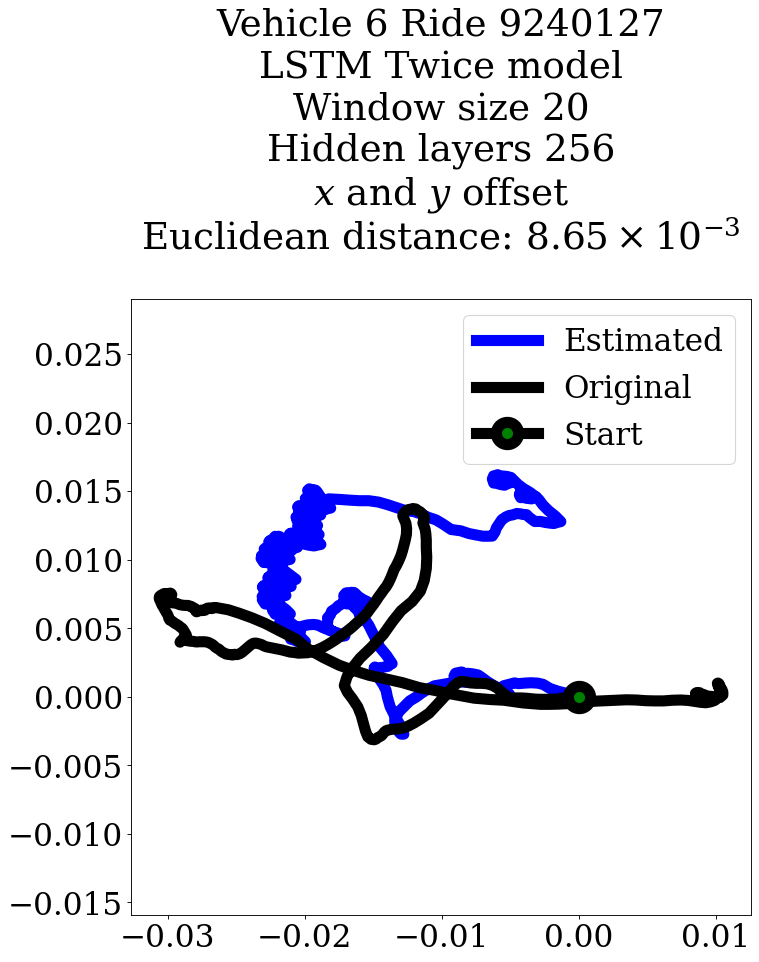 Vehicle 6 Ride 9240127
LSTM Twice model
Window size 20
Hidden layers 256
x and y offset
Euclidean distance: 8.65 × 10⁻³
Estimated
Original
Start
0.025
0.020
0.015
0.010
0.005
0.000
−0.005
−0.010
−0.015
−0.03 −0.02 −0.01 0.00 0.01